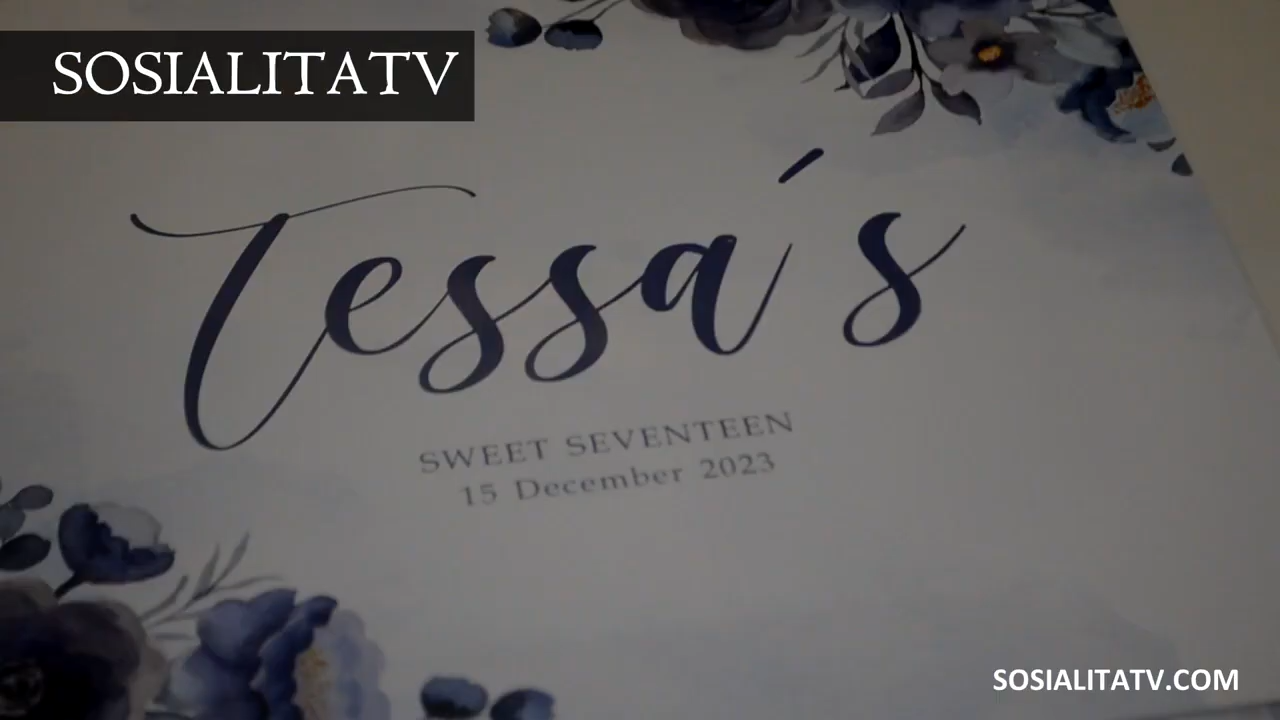 SOSIALITATV
Tessa's
SWEET SEVENTEEN
15 December 2023
SOSIALITATV.COM